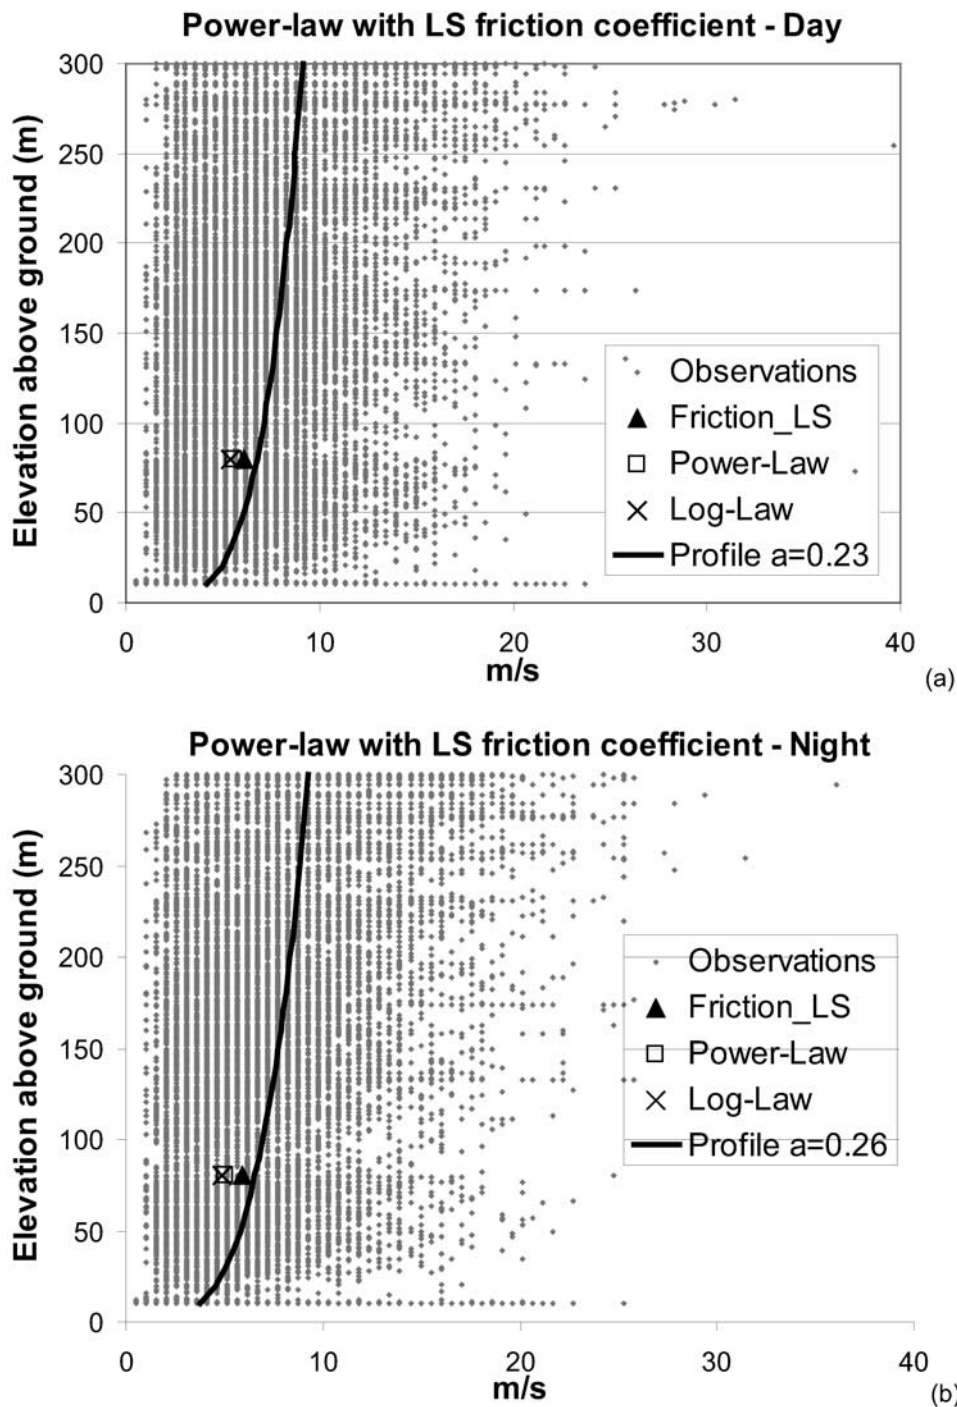 Power-law with LS friction coefficient - Day
Elevation above ground (m)
300
250
200
150
100
50
0
Observations
Friction_LS
Power-Law
Log-Law
Profile a=0.23
0 10 20 30 40
m/s
(a)
Power-law with LS friction coefficient - Night
Elevation above ground (m)
300
250
200
150
100
50
0
Observations
Friction_LS
Power-Law
Log-Law
Profile a=0.26
0 10 20 30 40
m/s
(b)